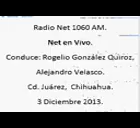 Radio Net 1060 AM.
Net en Vivo.
Conduce: Rogelio González Quiroz,
Alejandro Velasco.
Cd. Juárez, Chihuahua.
3 Diciembre 2013.